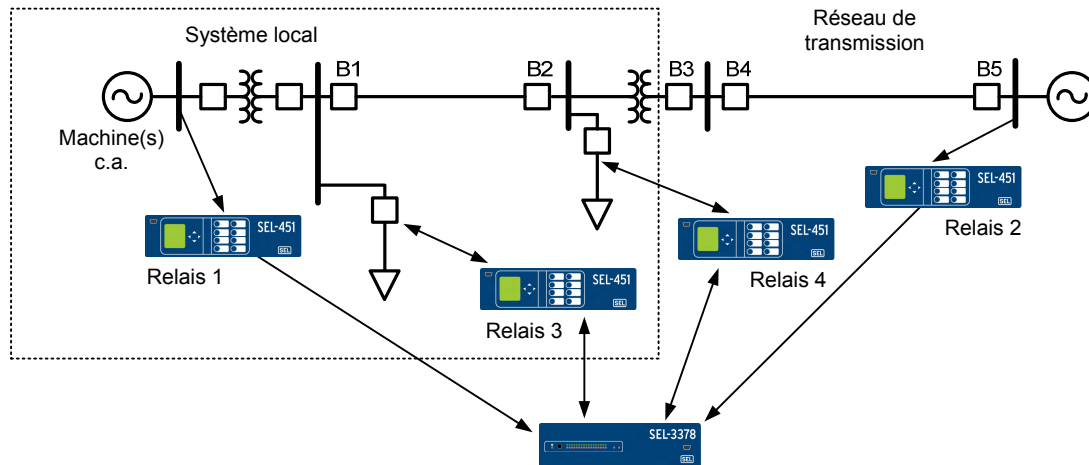 Système local
Réseau de
transmission
B1
B2
B3
B4
B5
Machine(s)
c.a.
SEL-451
SEL
Relais 1
SEL-451
SEL
Relais 2
SEL-451
SEL
Relais 4
SEL-451
SEL
Relais 3
SEL-3378
SEL